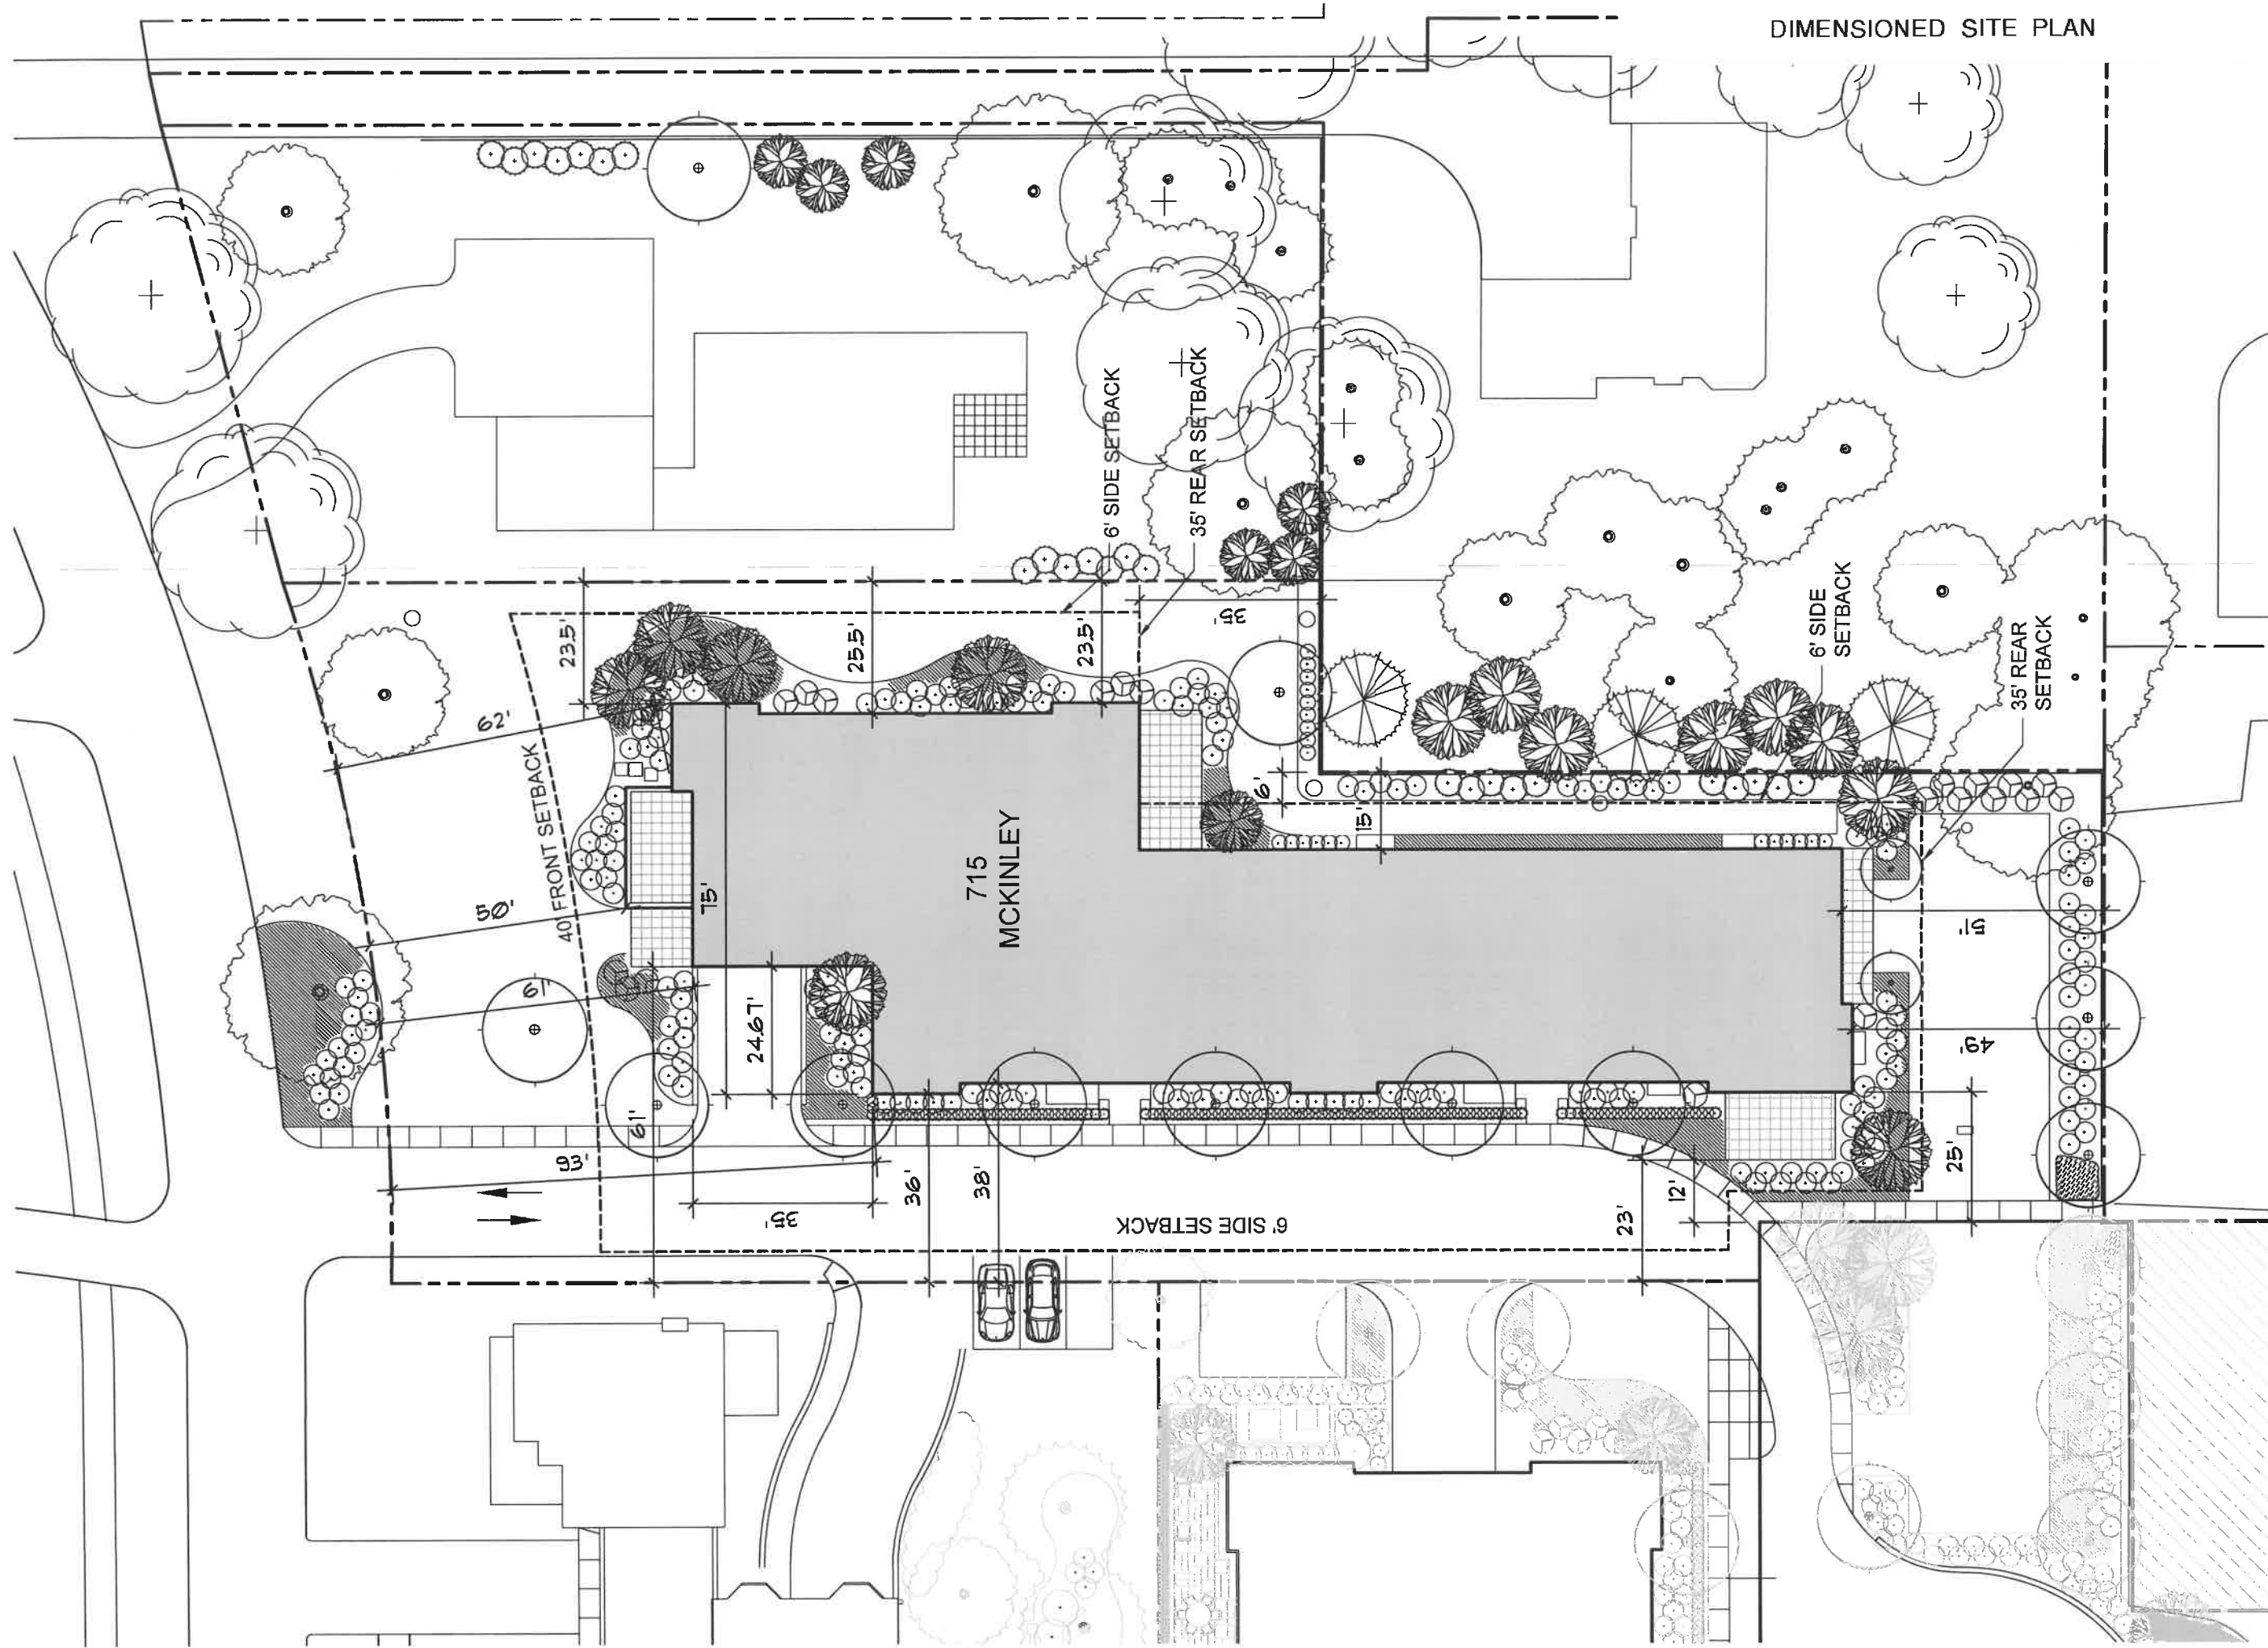 DIMENSIONED SITE PLAN
6' SIDE SETBACK
35' REAR SETBACK
35'
23.5'
25.5'
23.5'
6' SIDE
SETBACK
35' REAR
SETBACK
62'
40' FRONT SETBACK
6'
15'
75'
715
MCKINLEY
50'
51'
61'
24.67'
49'
61'
93'
36'
38'
35'
6' SIDE SETBACK
23'
12'
25'